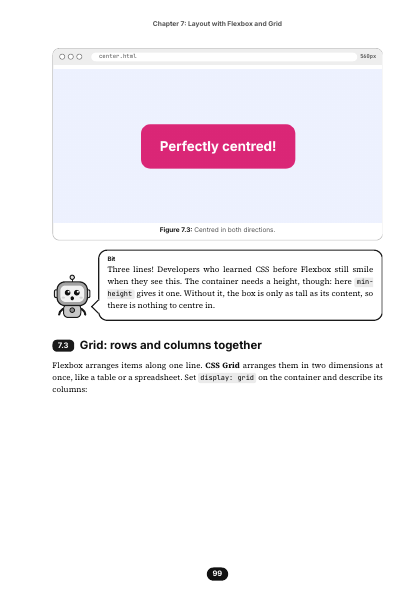 Chapter 7: Layout with Flexbox and Grid
center.html
560px
Perfectly centred!
Figure 7.3: Centred in both directions.
Bit
Three lines! Developers who learned CSS before Flexbox still smile
when they see this. The container needs a height, though: here min-
height gives it one. Without it, the box is only as tall as its content, so
there is nothing to centre in.
7.3 Grid: rows and columns together
Flexbox arranges items along one line. CSS Grid arranges them in two dimensions at
once, like a table or a spreadsheet. Set display: grid on the container and describe its
columns:
99